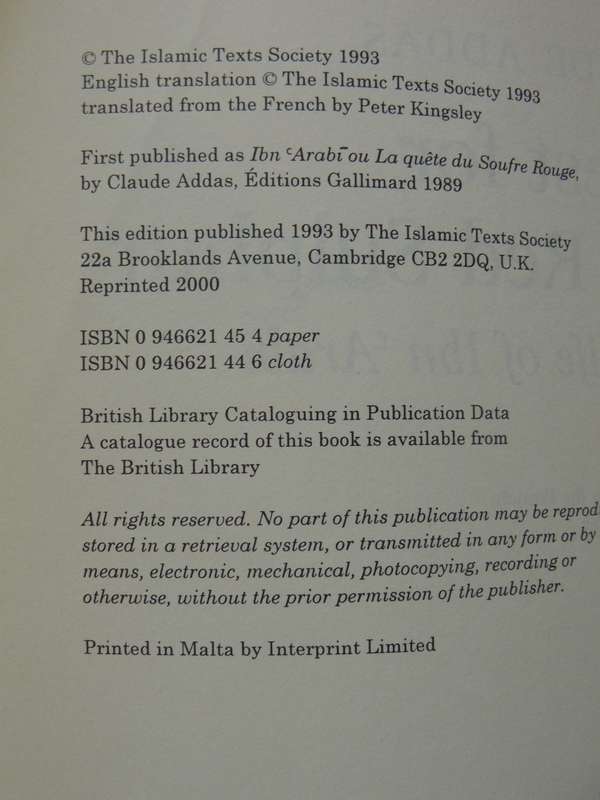 © The Islamic Texts Society 1993
English translation © The Islamic Texts Society 1993
translated from the French by Peter Kingsley
First published as Ibn ʿArabī ou La quête du Soufre Rouge,
by Claude Addas, Éditions Gallimard 1989
This edition published 1993 by The Islamic Texts Society
22a Brooklands Avenue, Cambridge CB2 2DQ, U.K.
Reprinted 2000
ISBN 0 946621 45 4 paper
ISBN 0 946621 44 6 cloth
British Library Cataloguing in Publication Data
A catalogue record of this book is available from
The British Library
All rights reserved. No part of this publication may be reprod
stored in a retrieval system, or transmitted in any form or by
means, electronic, mechanical, photocopying, recording or
otherwise, without the prior permission of the publisher.
Printed in Malta by Interprint Limited